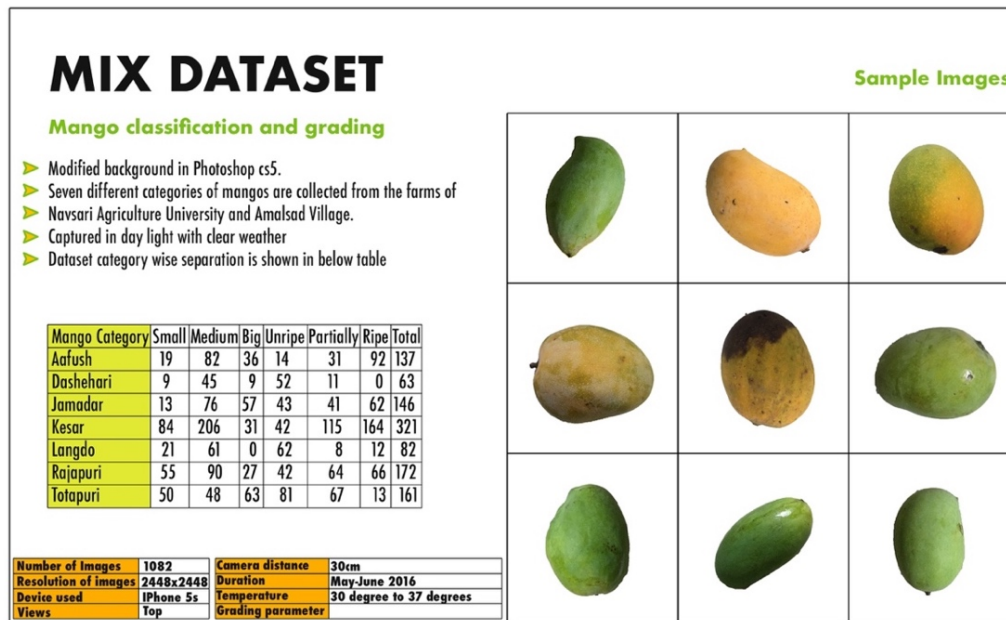 MIX DATASET
Sample Images
Mango classification and grading
Modified background in Photoshop cs5.
Seven different categories of mangos are collected from the farms of
Navsari Agriculture University and Amalsad Village.
Captured in day light with clear weather
Dataset category wise separation is shown in below table
Mango Category Small Medium Big Unripe Partially Ripe Total
Aafush 19 82 36 14 31 92 137
Dashehari 9 45 9 52 11 0 63
Jamadar 13 76 57 43 41 62 146
Kesar 84 206 31 42 115 164 321
Langdo 21 61 0 62 8 12 82
Rajapuri 55 90 27 42 64 66 172
Totapuri 50 48 63 81 67 13 161
Number of Images 1082 Camera distance 30cm
Resolution of images 2448x2448 Duration May-June 2016
Device used IPhone 5s Temperature 30 degree to 37 degrees
Views Top Grading parameter